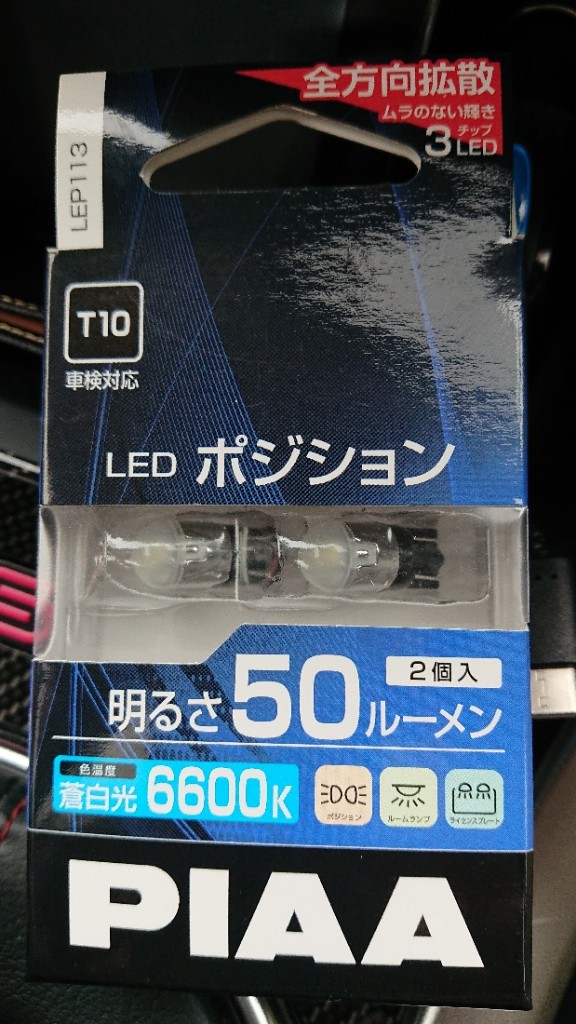 全方向拡散
ムラのない輝き
3チップLED
LEP113
T10
車検対応
LED ポジション
2個入
明るさ50ルーメン
色温度
蒼白光 6600K
ポジション
ルームランプ
ライセンスプレート
PIAA